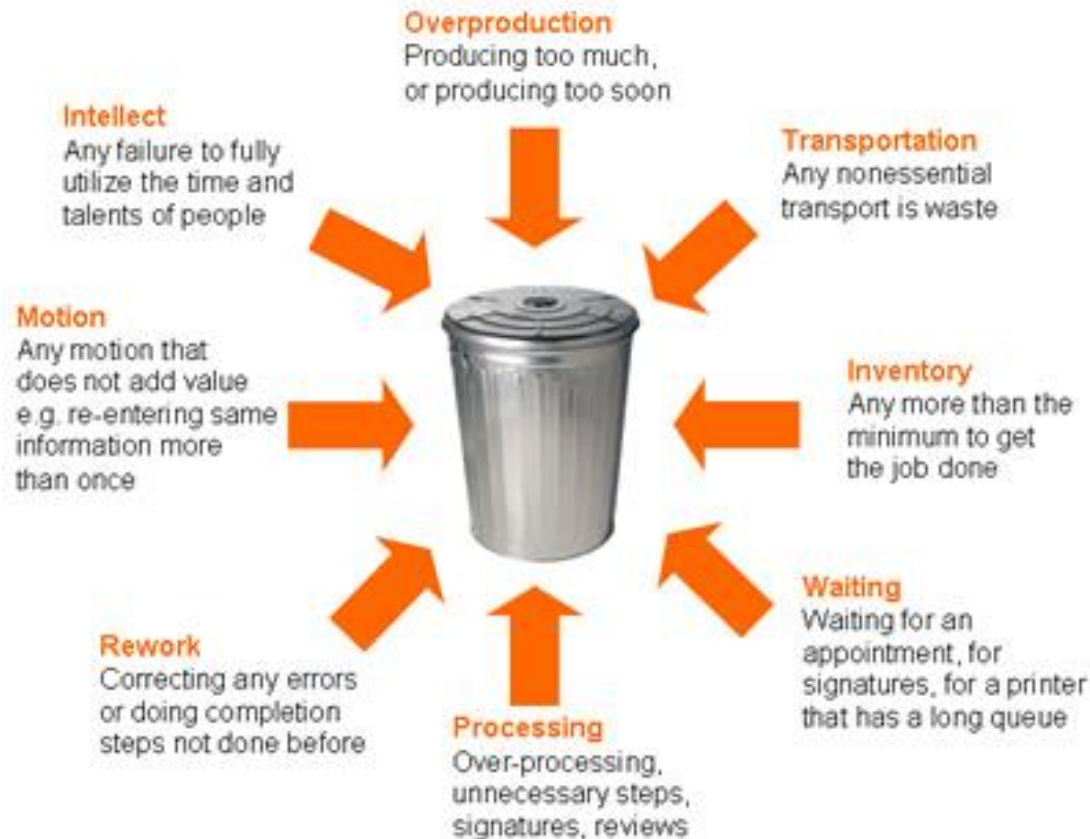 Overproduction
Producing too much,
or producing too soon
Transportation
Any nonessential
transport is waste
Inventory
Any more than the
minimum to get
the job done
Waiting
Waiting for an
appointment, for
signatures, for a printer
that has a long queue
Processing
Over-processing,
unnecessary steps,
signatures, reviews
Rework
Correcting any errors
or doing completion
steps not done before
Motion
Any motion that
does not add value
e.g. re-entering same
information more
than once
Intellect
Any failure to fully
utilize the time and
talents of people